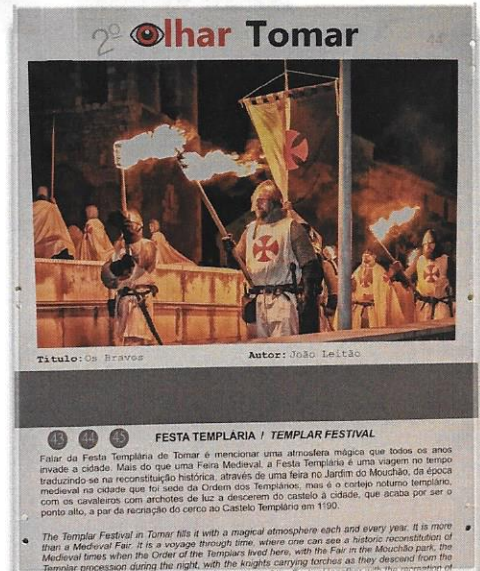 2º Olhar Tomar 44
Título: Os Bravos Autor: João Leitão
43 44 45 FESTA TEMPLÁRIA / TEMPLAR FESTIVAL
Falar da Festa Templária de Tomar é mencionar uma atmosfera mágica que todos os anos
invade a cidade. Mais do que uma Feira Medieval, a Festa Templária é uma viagem no tempo
traduzindo-se na reconstituição histórica, através de uma feira no Jardim do Mouchão, da época
medieval na cidade que foi sede da Ordem dos Templários, mas é o cortejo noturno templário,
com os cavaleiros com archotes de luz a descerem do castelo à cidade, que acaba por ser o
ponto alto, a par da recriação do cerco ao Castelo Templário em 1190.
The Templar Festival in Tomar fills it with a magical atmosphere each and every year. It is more
than a Medieval Fair. It is a voyage through time, where one can see a historic reconstitution of
Medieval times when the Order of the Templars lived here, with the Fair in the Mouchão park, the
Templar procession during the night, with the knights carrying torches as they descend from the